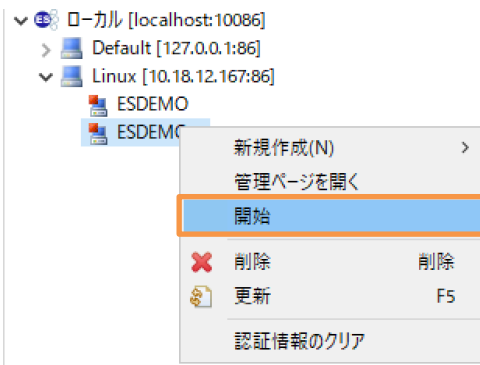 ローカル [localhost:10086]
Default [127.0.0.1:86]
Linux [10.18.12.167:86]
ESDEMO
ESDEMO
新規作成(N)
管理ページを開く
開始
削除 削除
更新 F5
認証情報のクリア